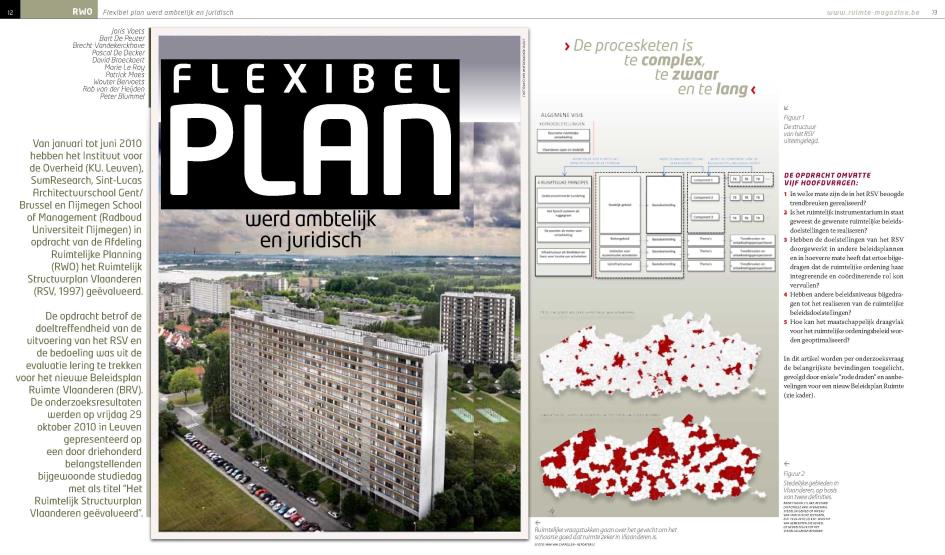 12
RWO
Flexibel plan werd ambtelijk en juridisch
www.ruimte-magazine.be
13
Joris Voets
Bart De Peuter
Brecht Vandekerckhove
Pascal De Decker
David Broeckaert
Marie Le Roy
Patrick Maes
Wouter Bervoets
Rob van der Heijden
Peter Blummel
Van januari tot juni 2010
hebben het Instituut voor
de Overheid (KU. Leuven),
SumResearch, Sint-Lucas
Architectuurschool Gent/
Brussel en Nijmegen School
of Management (Radboud
Universiteit Nijmegen) in
opdracht van de Afdeling
Ruimtelijke Planning
(RWO) het Ruimtelijk
Structuurplan Vlaanderen
(RSV, 1997) geëvalueerd.
De opdracht betrof de
doeltreffendheid van de
uitvoering van het RSV en
de bedoeling was uit de
evaluatie lering te trekken
voor het nieuwe Beleidsplan
Ruimte Vlaanderen (BRV).
De onderzoeksresultaten
werden op vrijdag 29
oktober 2010 in Leuven
gepresenteerd op
een door driehonderd
belangstellenden
bijgewoonde studiedag
met als titel “Het
Ruimtelijk Structuurplan
Vlaanderen geëvalueerd”.
FLEXIBEL
PLAN
werd ambtelijk
en juridisch
› De procesketen is
te complex,
te zwaar
en te lang ‹
ALGEMENE VISIE
Figuur 1
De structuur
van het RSV
uiteengelegd.
DE OPDRACHT OMVATTE
VIJF HOOFDVRAGEN:
1 In welke mate zijn de in het RSV beoogde
trendbreuken gerealiseerd?
2 Is het ruimtelijk instrumentarium in staat
geweest de gewenste ruimtelijke beleids-
doelstellingen te realiseren?
3 Hebben de doelstellingen van het RSV
doorgewerkt in andere beleidsplannen
en in hoeverre mate heeft dat ertoe bijge-
dragen dat de ruimtelijke ordening haar
integrerende en coördinerende rol kon
vervullen?
4 Hebben andere beleidsniveaus bijgedra-
gen tot het realiseren van de ruimtelijke
beleidsdoelstellingen?
5 Hoe kan het maatschappelijk draagvlak
voor het ruimtelijke ordeningsbeleid wor-
den geoptimaliseerd?
In dit artikel worden per onderzoeksvraag
de belangrijkste bevindingen toegelicht,
gevolgd door enkele “rode draden” en aanbe-
velingen voor een nieuw Beleidsplan Ruimte
(zie kader).
Figuur 2
Stedelijke gebieden in
Vlaanderen, op basis
van twee definities.
Ruimtelijke vraagstukken gaan over het gevecht om het
schaarse goed dat ruimte zeker in Vlaanderen is.